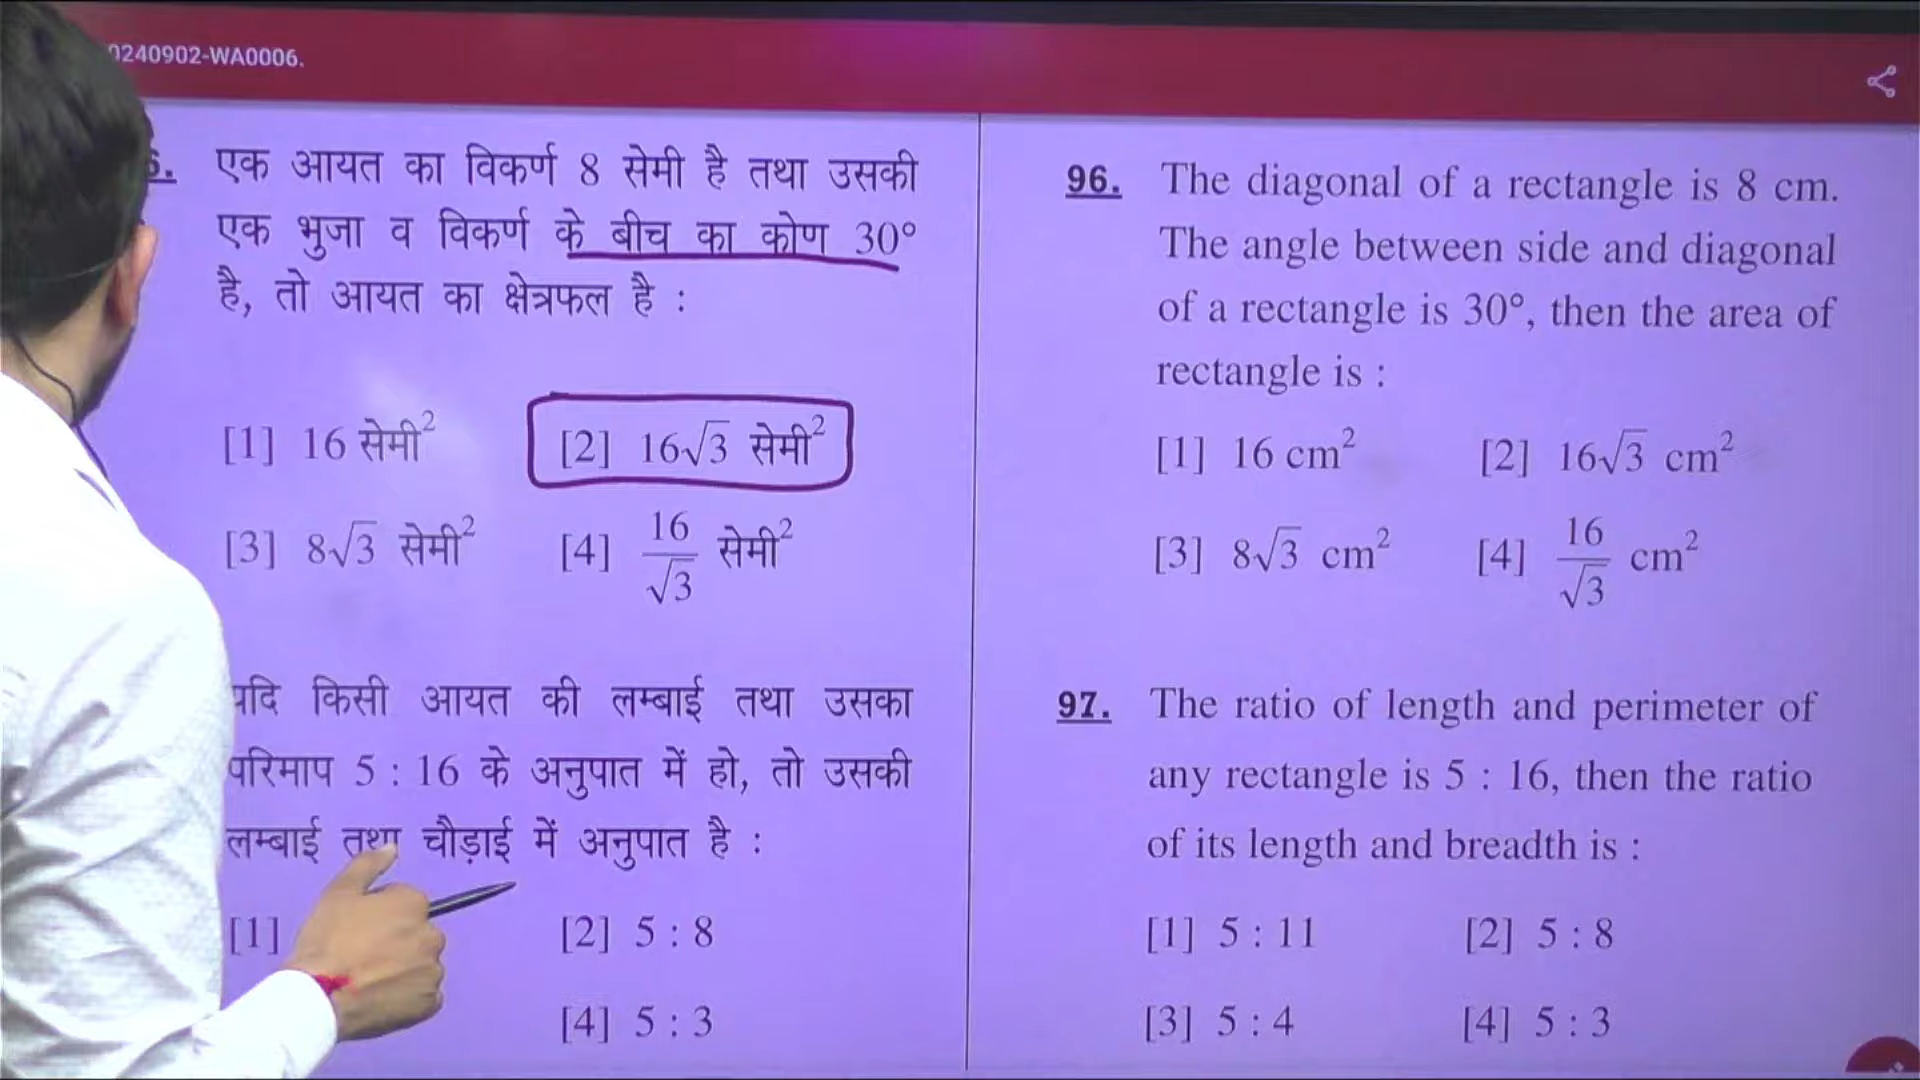 0240902-WA0006.
6. एक आयत का विकर्ण 8 सेमी है तथा उसकी
एक भुजा व विकर्ण के बीच का कोण 30°
है, तो आयत का क्षेत्रफल है :
[1] 16 सेमी² [2] 16√3 सेमी²
[3] 8√3 सेमी² [4] 16/√3 सेमी²
यदि किसी आयत की लम्बाई तथा उसका
परिमाप 5 : 16 के अनुपात में हो, तो उसकी
लम्बाई तथा चौड़ाई में अनुपात है :
[1] [2] 5 : 8
[4] 5 : 3
96. The diagonal of a rectangle is 8 cm.
The angle between side and diagonal
of a rectangle is 30°, then the area of
rectangle is :
[1] 16 cm² [2] 16√3 cm²
[3] 8√3 cm² [4] 16/√3 cm²
97. The ratio of length and perimeter of
any rectangle is 5 : 16, then the ratio
of its length and breadth is :
[1] 5 : 11 [2] 5 : 8
[3] 5 : 4 [4] 5 : 3